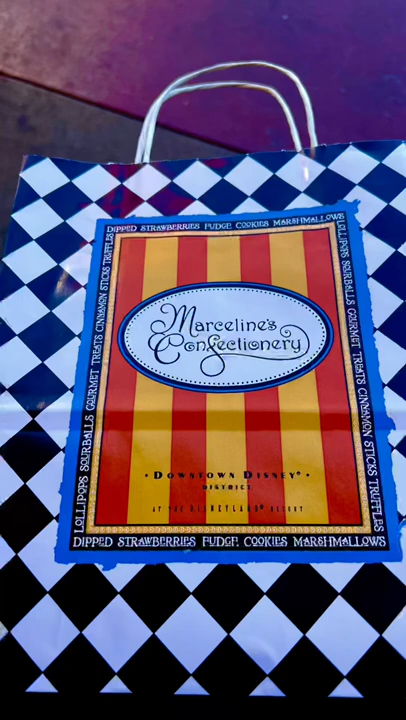 DIPPED STRAWBERRIES FUDGE COOKIES MARSHMALLOWS
LOLLIPOPS SOURBALLS GOURMET TREATS CINNAMON STICKS TRUFFLES
Marceline's
Confectionery
• DOWNTOWN DISNEY® •
DISTRICT
AT THE DISNEYLAND® RESORT
LOLLIPOPS SOURBALLS GOURMET TREATS CINNAMON STICKS TRUFFLES
DIPPED STRAWBERRIES FUDGE COOKIES MARSHMALLOWS